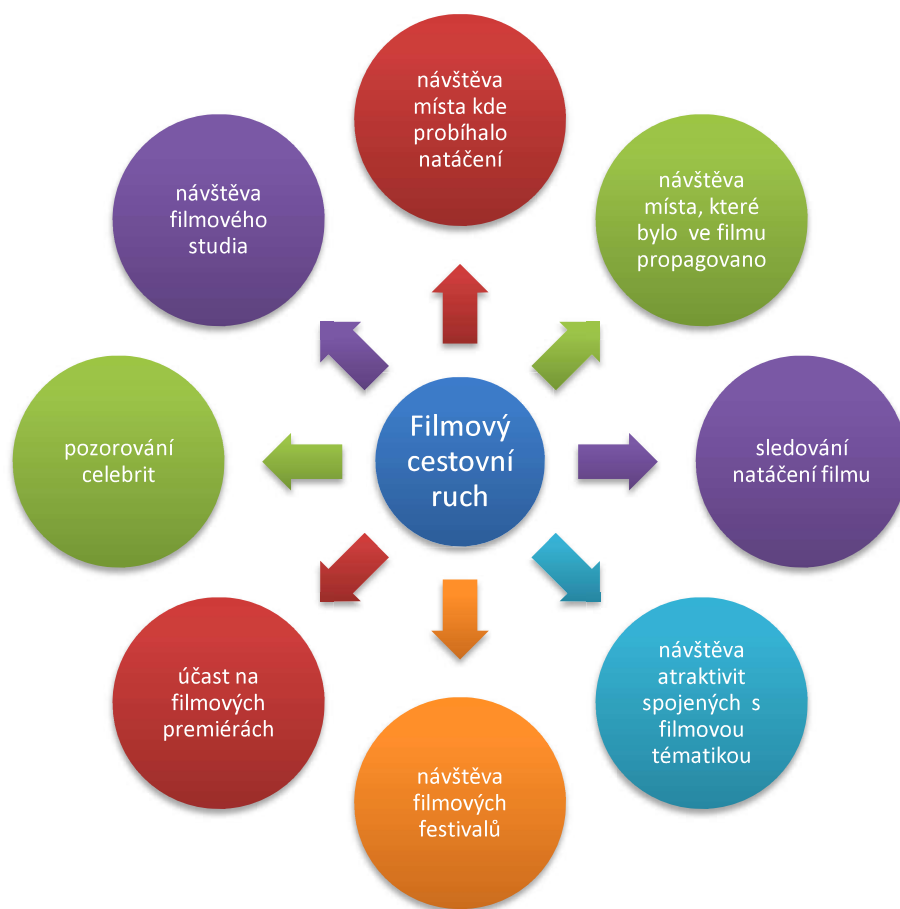 návštěva
místa kde
probíhalo
natáčení
návštěva
místa, které
bylo  ve filmu
propagovano
sledování
natáčení filmu
návštěva
atraktivit
spojených  s
filmovou
tématikou
návštěva
filmových
festivalů
účast na
filmových
premiérách
pozorování
celebrit
návštěva
filmového
studia
Filmový
cestovní
ruch